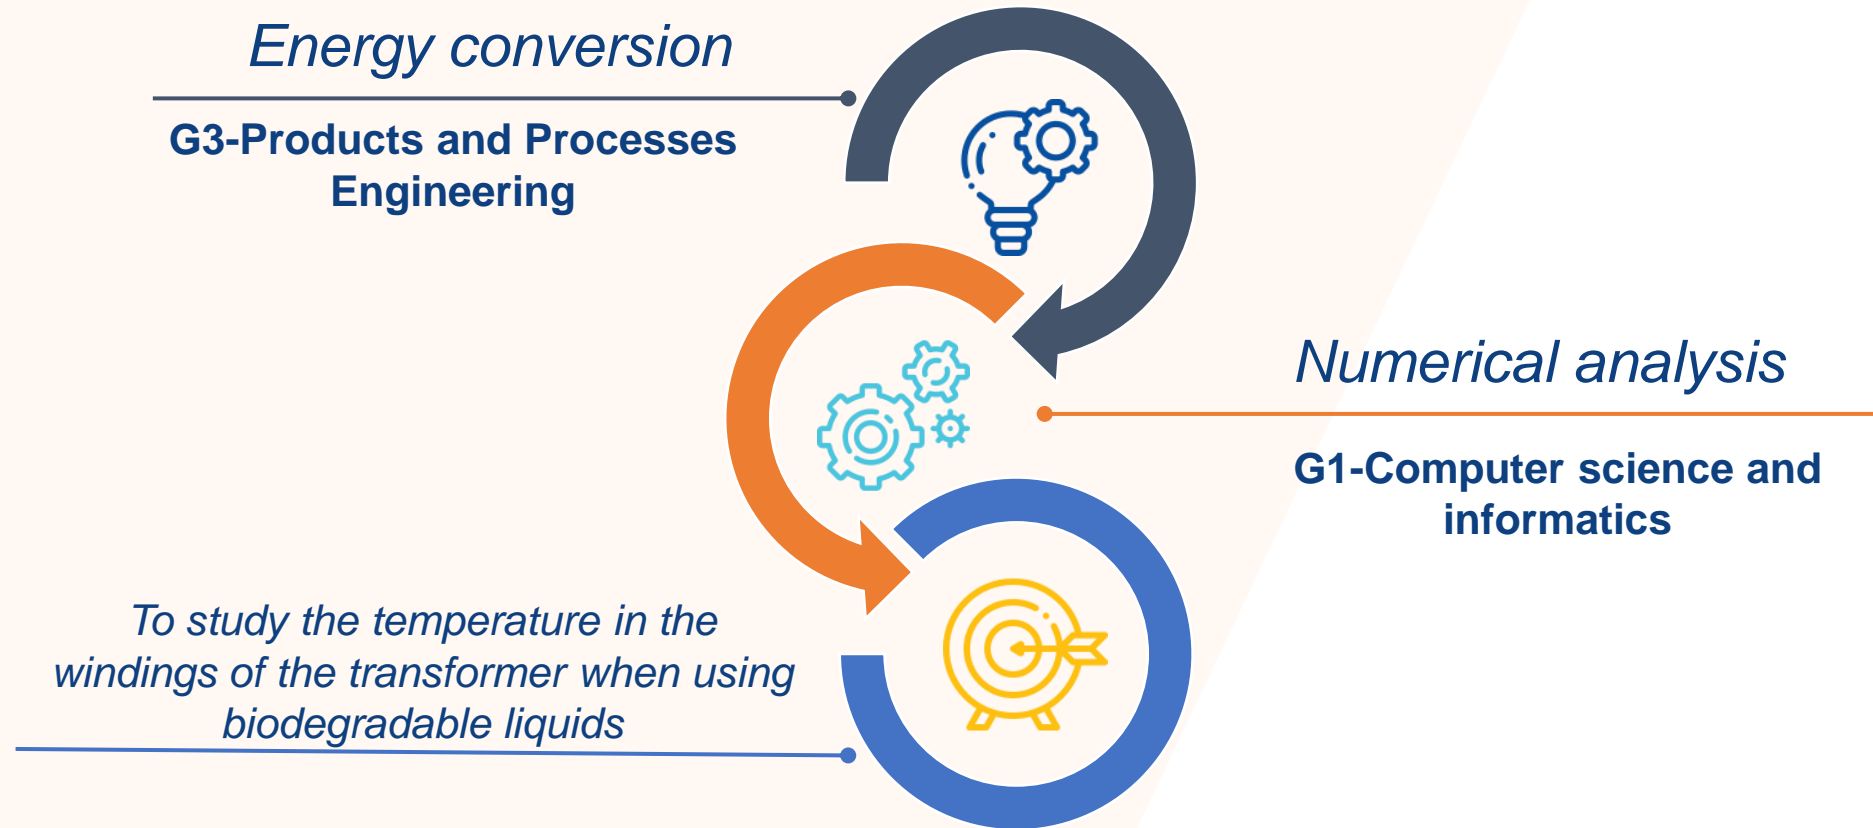 Energy conversion
G3-Products and Processes
Engineering
Numerical analysis
G1-Computer science and
informatics
To study the temperature in the
windings of the transformer when using
biodegradable liquids